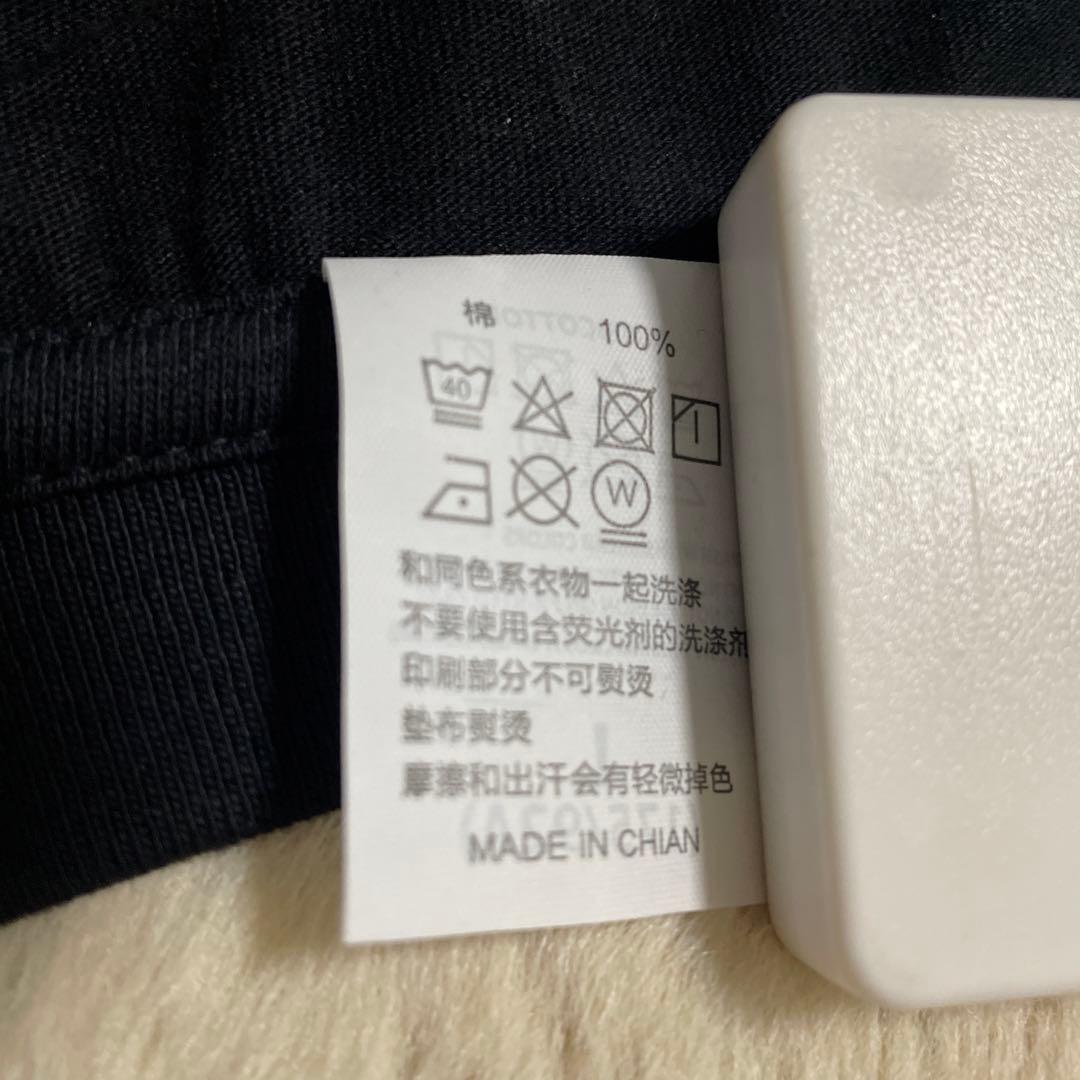 棉 100%
40
W
和同色系衣物一起洗涤
不要使用含荧光剂的洗涤剂
印刷部分不可熨烫
垫布熨烫
摩擦和出汗会有轻微掉色
MADE IN CHIAN